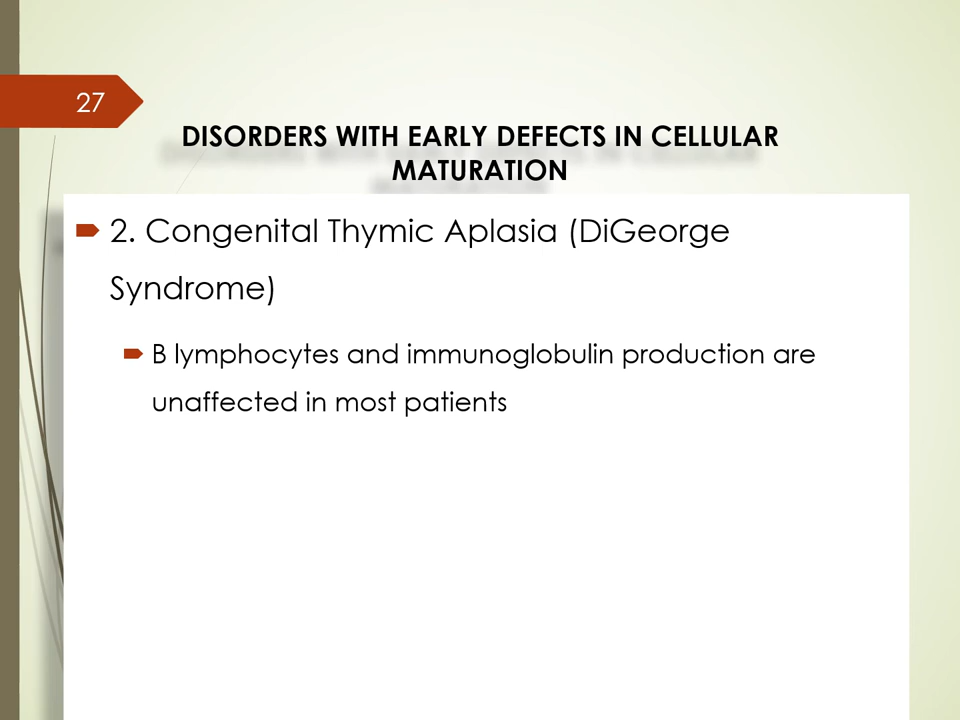 27
DISORDERS WITH EARLY DEFECTS IN CELLULAR
MATURATION
2. Congenital Thymic Aplasia (DiGeorge
Syndrome)
B lymphocytes and immunoglobulin production are
unaffected in most patients